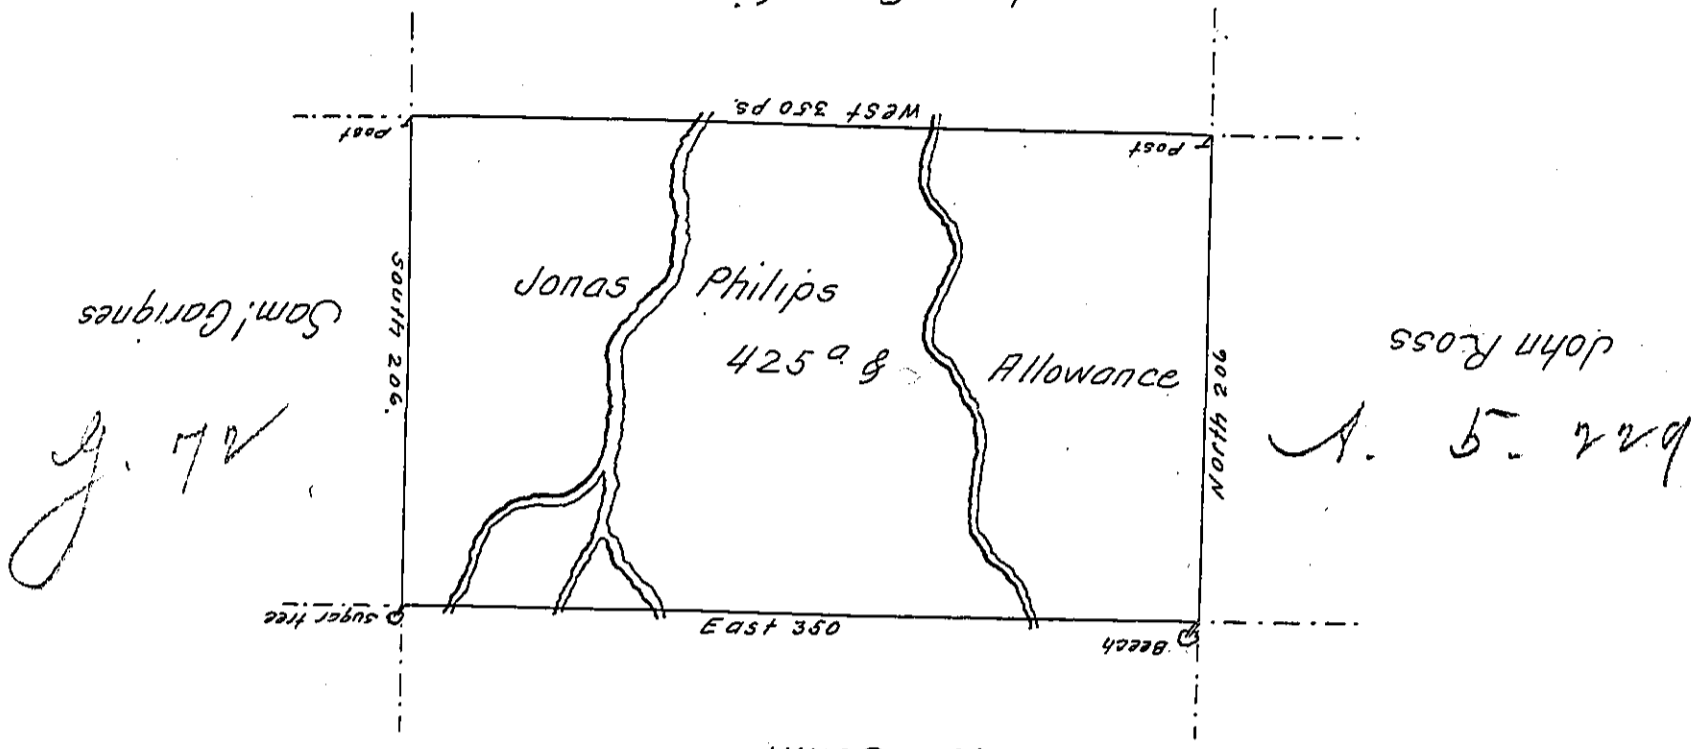 West 350 ps.
Post
Post
South 206.
Jonas Philips
425 a. &
Allowance
North 206
Sam! Garignes
John Ross
J. 72
A. 5. 229
sugar tree
East 350
Beech